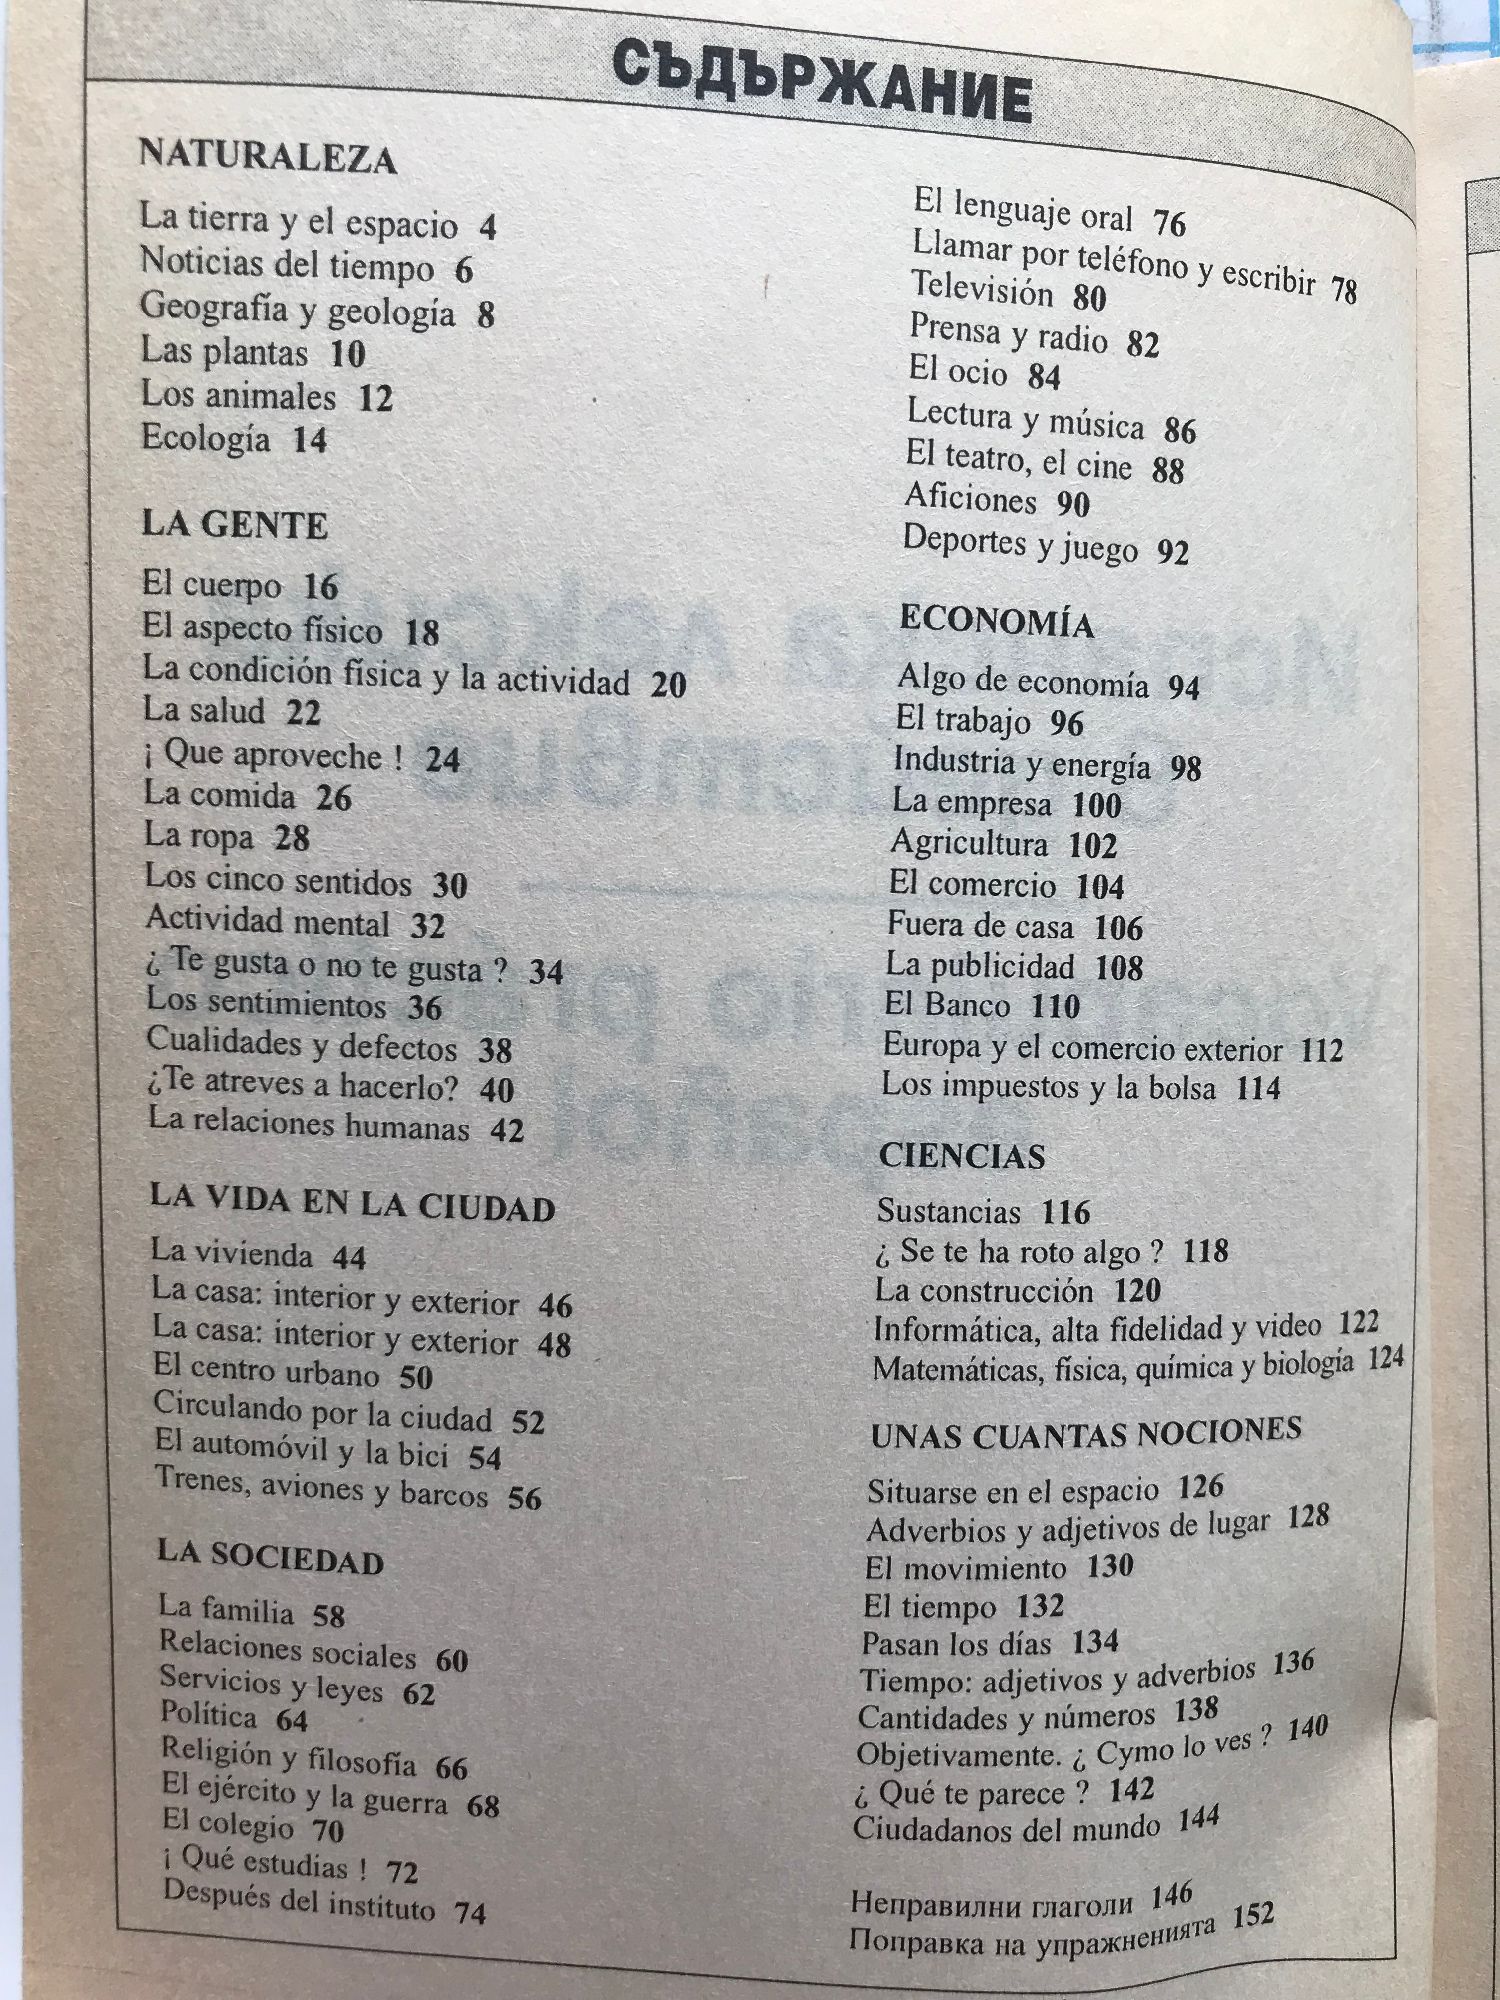 СЪДЪРЖАНИЕ
NATURALEZA
La tierra y el espacio 4
Noticias del tiempo 6
Geografía y geología 8
Las plantas 10
Los animales 12
Ecología 14
LA GENTE
El cuerpo 16
El aspecto físico 18
La condición física y la actividad 20
La salud 22
¡ Que aproveche ! 24
La comida 26
La ropa 28
Los cinco sentidos 30
Actividad mental 32
¿ Te gusta o no te gusta ? 34
Los sentimientos 36
Cualidades y defectos 38
¿Te atreves a hacerlo? 40
La relaciones humanas 42
LA VIDA EN LA CIUDAD
La vivienda 44
La casa: interior y exterior 46
La casa: interior y exterior 48
El centro urbano 50
Circulando por la ciudad 52
El automóvil y la bici 54
Trenes, aviones y barcos 56
LA SOCIEDAD
La familia 58
Relaciones sociales 60
Servicios y leyes 62
Política 64
Religión y filosofía 66
El ejército y la guerra 68
El colegio 70
¡ Qué estudias ! 72
Después del instituto 74
El lenguaje oral 76
Llamar por teléfono y escribir 78
Televisión 80
Prensa y radio 82
El ocio 84
Lectura y música 86
El teatro, el cine 88
Aficiones 90
Deportes y juego 92
ECONOMÍA
Algo de economía 94
El trabajo 96
Industria y energía 98
La empresa 100
Agricultura 102
El comercio 104
Fuera de casa 106
La publicidad 108
El Banco 110
Europa y el comercio exterior 112
Los impuestos y la bolsa 114
CIENCIAS
Sustancias 116
¿ Se te ha roto algo ? 118
La construcción 120
Informática, alta fidelidad y video 122
Matemáticas, física, química y biología 124
UNAS CUANTAS NOCIONES
Situarse en el espacio 126
Adverbios y adjetivos de lugar 128
El movimiento 130
El tiempo 132
Pasan los días 134
Tiempo: adjetivos y adverbios 136
Cantidades y números 138
Objetivamente. ¿ Cymo lo ves ? 140
¿ Qué te parece ? 142
Ciudadanos del mundo 144
Неправилни глаголи 146
Поправка на упражненията 152